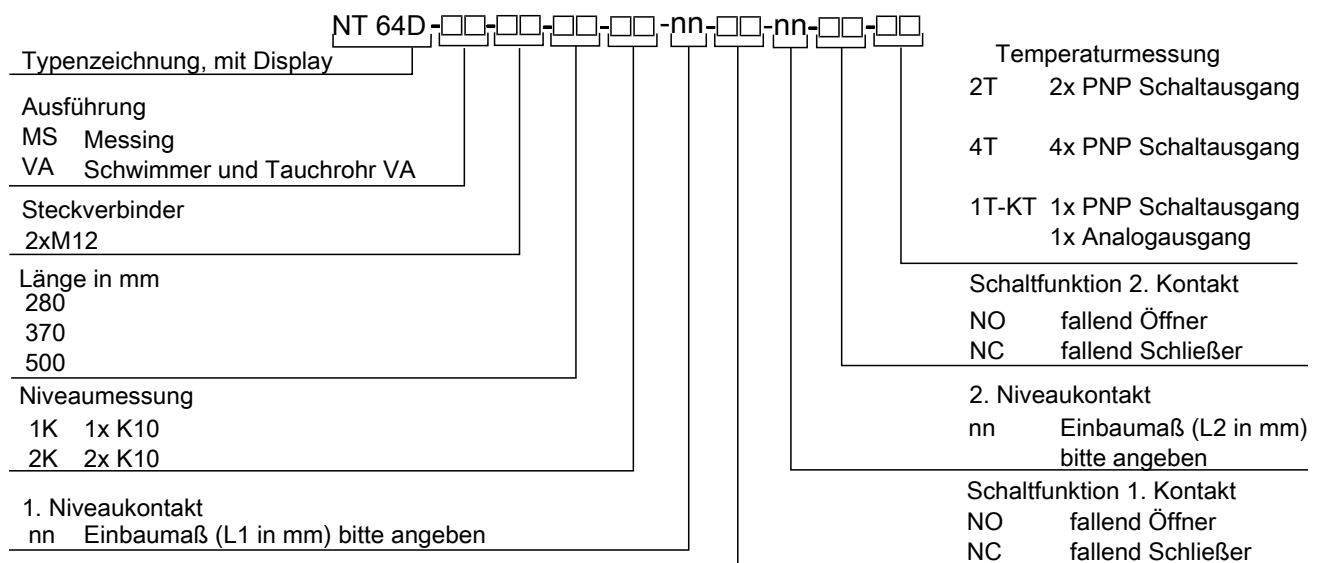 NT 64D-□□-□□-□□-□□-nn-□□-nn-□□-□□
Typenzeichnung, mit Display
Ausführung
MS Messing
VA Schwimmer und Tauchrohr VA
Steckverbinder
2xM12
Länge in mm
280
370
500
Niveaumessung
1K 1x K10
2K 2x K10
1. Niveaukontakt
nn Einbaumaß (L1 in mm) bitte angeben
Temperaturmessung
2T 2x PNP Schaltausgang
4T 4x PNP Schaltausgang
1T-KT 1x PNP Schaltausgang
1x Analogausgang
Schaltfunktion 2. Kontakt
NO fallend Öffner
NC fallend Schließer
2. Niveaukontakt
nn Einbaumaß (L2 in mm)
bitte angeben
Schaltfunktion 1. Kontakt
NO fallend Öffner
NC fallend Schließer